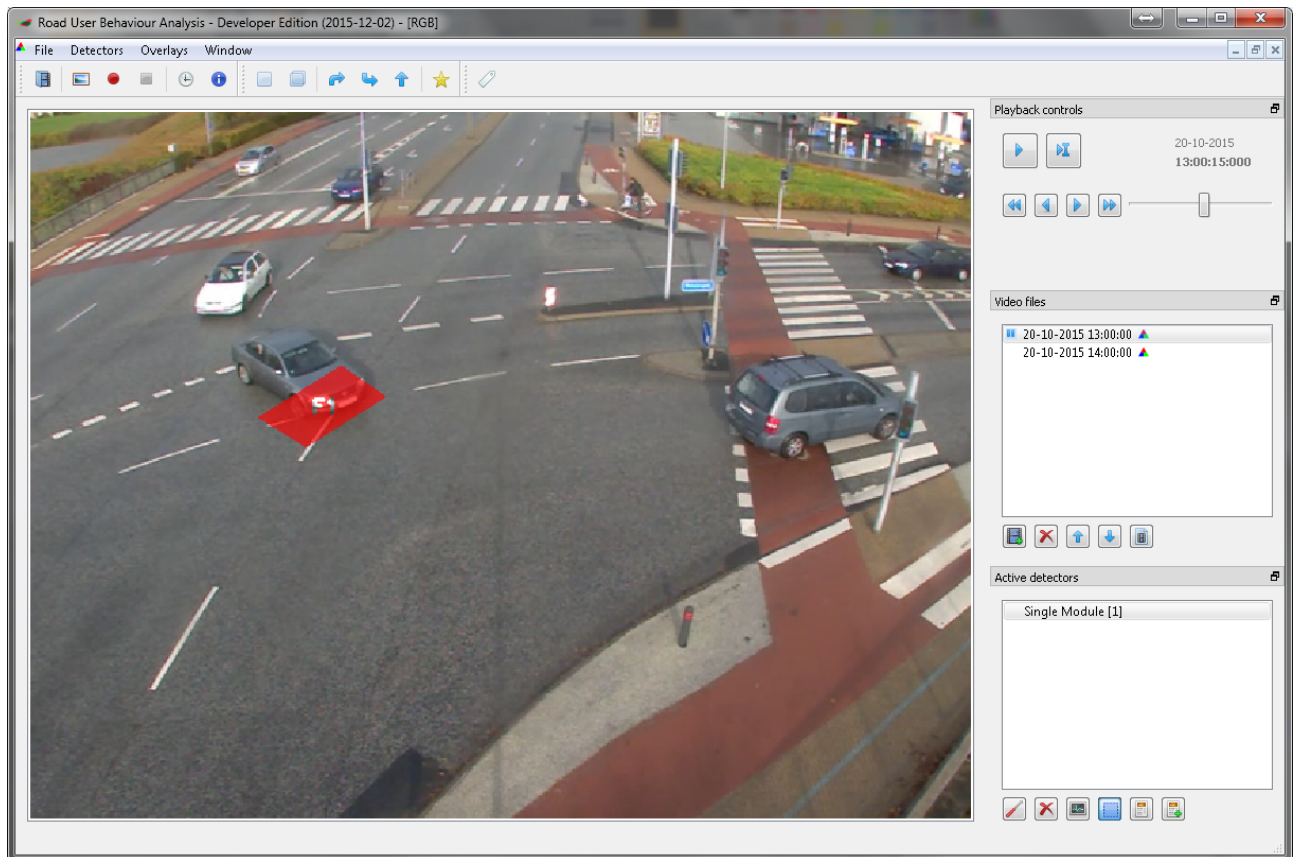 Road User Behaviour Analysis - Developer Edition (2015-12-02) - [RGB]
File Detectors Overlays Window
Playback controls
20-10-2015
13:00:15:000
Video files
20-10-2015 13:00:00
20-10-2015 14:00:00
Active detectors
Single Module [1]